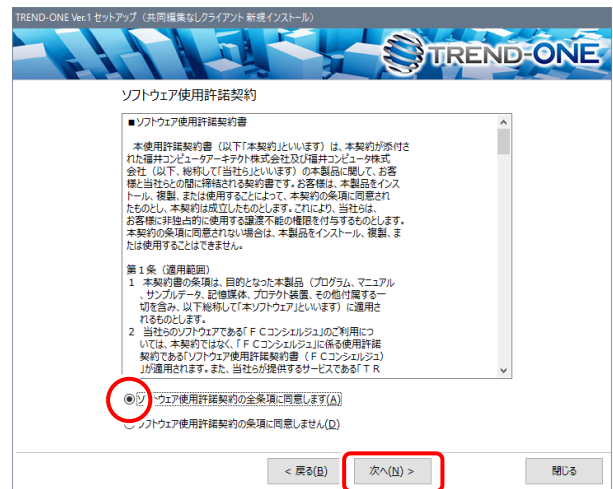 TREND-ONE Ver.1 セットアップ（共同編集なしクライアント 新規インストール）
TREND-ONE
ソフトウェア使用許諾契約
■ソフトウェア使用許諾契約書
本使用許諾契約書（以下「本契約」といいます）は、本契約が添付さ
れた福井コンピュータアーキテクト株式会社及び福井コンピュータ株式
会社（以下、総称して「当社ら」といいます）の本製品に関して、お客
様と当社らとの間に締結される契約書です。お客様は、本製品をインス
トール、複製、または使用することによって、本契約の条項に同意され
たものとし、本契約は成立したものとします。これにより、当社らは、
お客様に非独占的に使用する譲渡不能の権限を付与するものとします。
本契約の条項に同意されない場合は、本製品をインストール、複製、ま
たは使用することはできません。
第１条（適用範囲）
１ 本契約書の条項は、目的となった本製品（プログラム、マニュアル
、サンプルデータ、記憶媒体、プロテクト装置、その他付属する一
切を含み、以下総称して「本ソフトウェア」といいます）に適用さ
れるものとします。
２ 当社らのソフトウェアである「ＦＣコンシェルジュ」のご利用につ
いては、本契約ではなく、「ＦＣコンシェルジュ」に係る使用許諾
契約である「ソフトウェア使用許諾契約書（ＦＣコンシェルジュ）
」が適用されます。また、当社らが提供するサービスである「ＴＲ
ソフトウェア使用許諾契約の全条項に同意します(A)
ソフトウェア使用許諾契約の条項に同意しません(D)
< 戻る(B)
次へ(N) >
閉じる